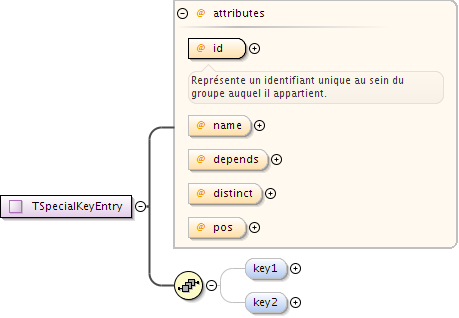 @ attributes
@ id
Représente un identifiant unique au sein du
groupe auquel il appartient.
@ name
@ depends
@ distinct
@ pos
TSpecialKeyEntry
key1
key2